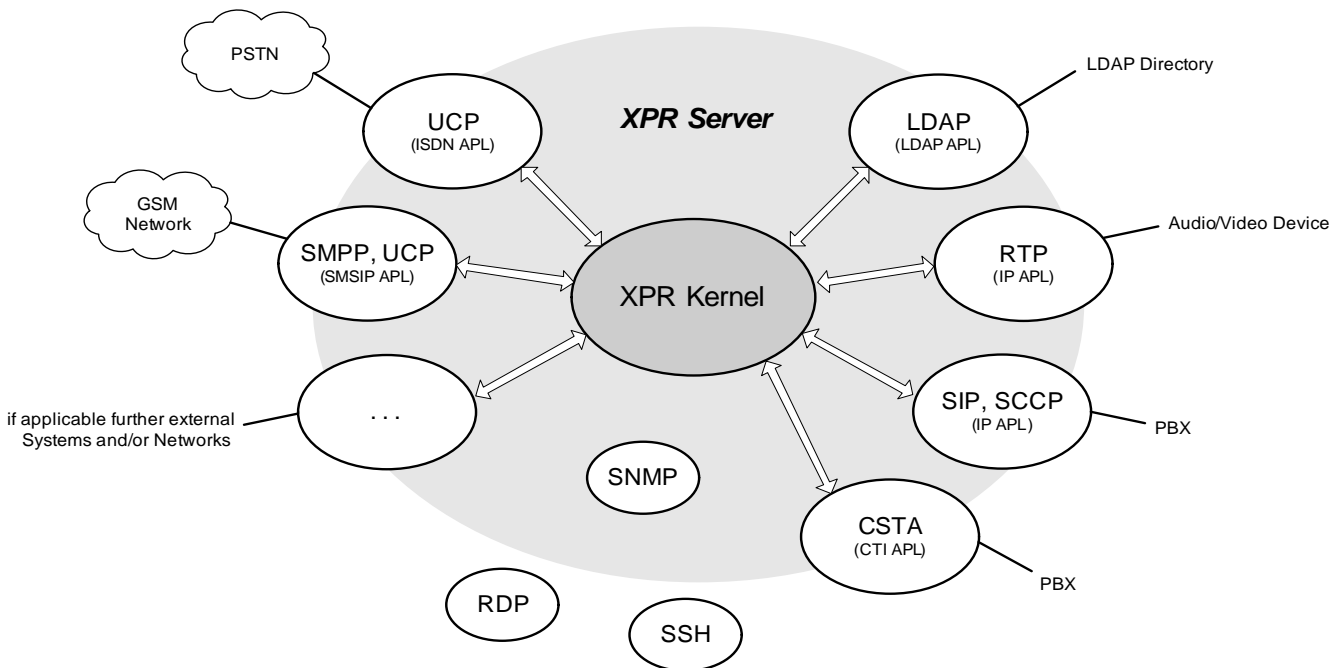 PSTN
UCP
(ISDN APL)
XPR Server
LDAP
(LDAP APL)
LDAP Directory
GSM
Network
SMPP, UCP
(SMSIP APL)
XPR Kernel
RTP
(IP APL)
Audio/Video Device
if applicable further external
Systems and/or Networks
. . .
SIP, SCCP
(IP APL)
PBX
SNMP
CSTA
(CTI APL)
PBX
RDP
SSH